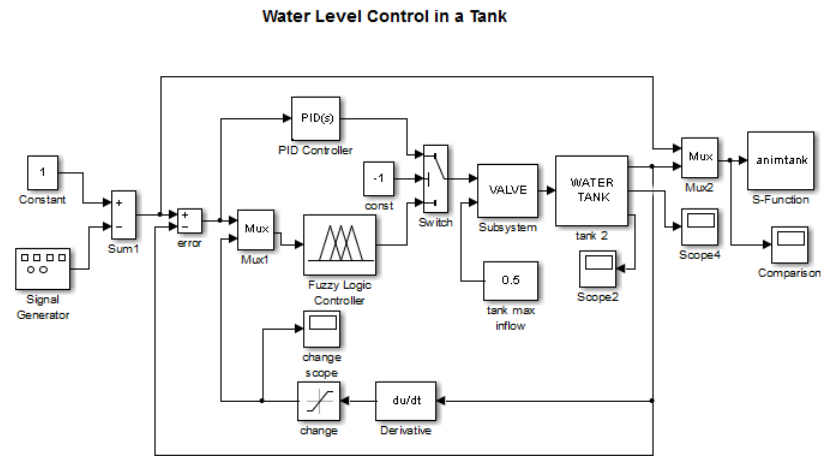 Water Level Control in a Tank
PID(s)
PID Controller
1
Constant
+
−
Sum1
Signal
Generator
+
−
error
Mux
Mux1
Fuzzy Logic
Controller
-1
const
Switch
VALVE
Subsystem
WATER
TANK
tank 2
Mux
Mux2
animtank
S-Function
Scope4
Comparison
Scope2
0.5
tank max
inflow
change
scope
change
du/dt
Derivative